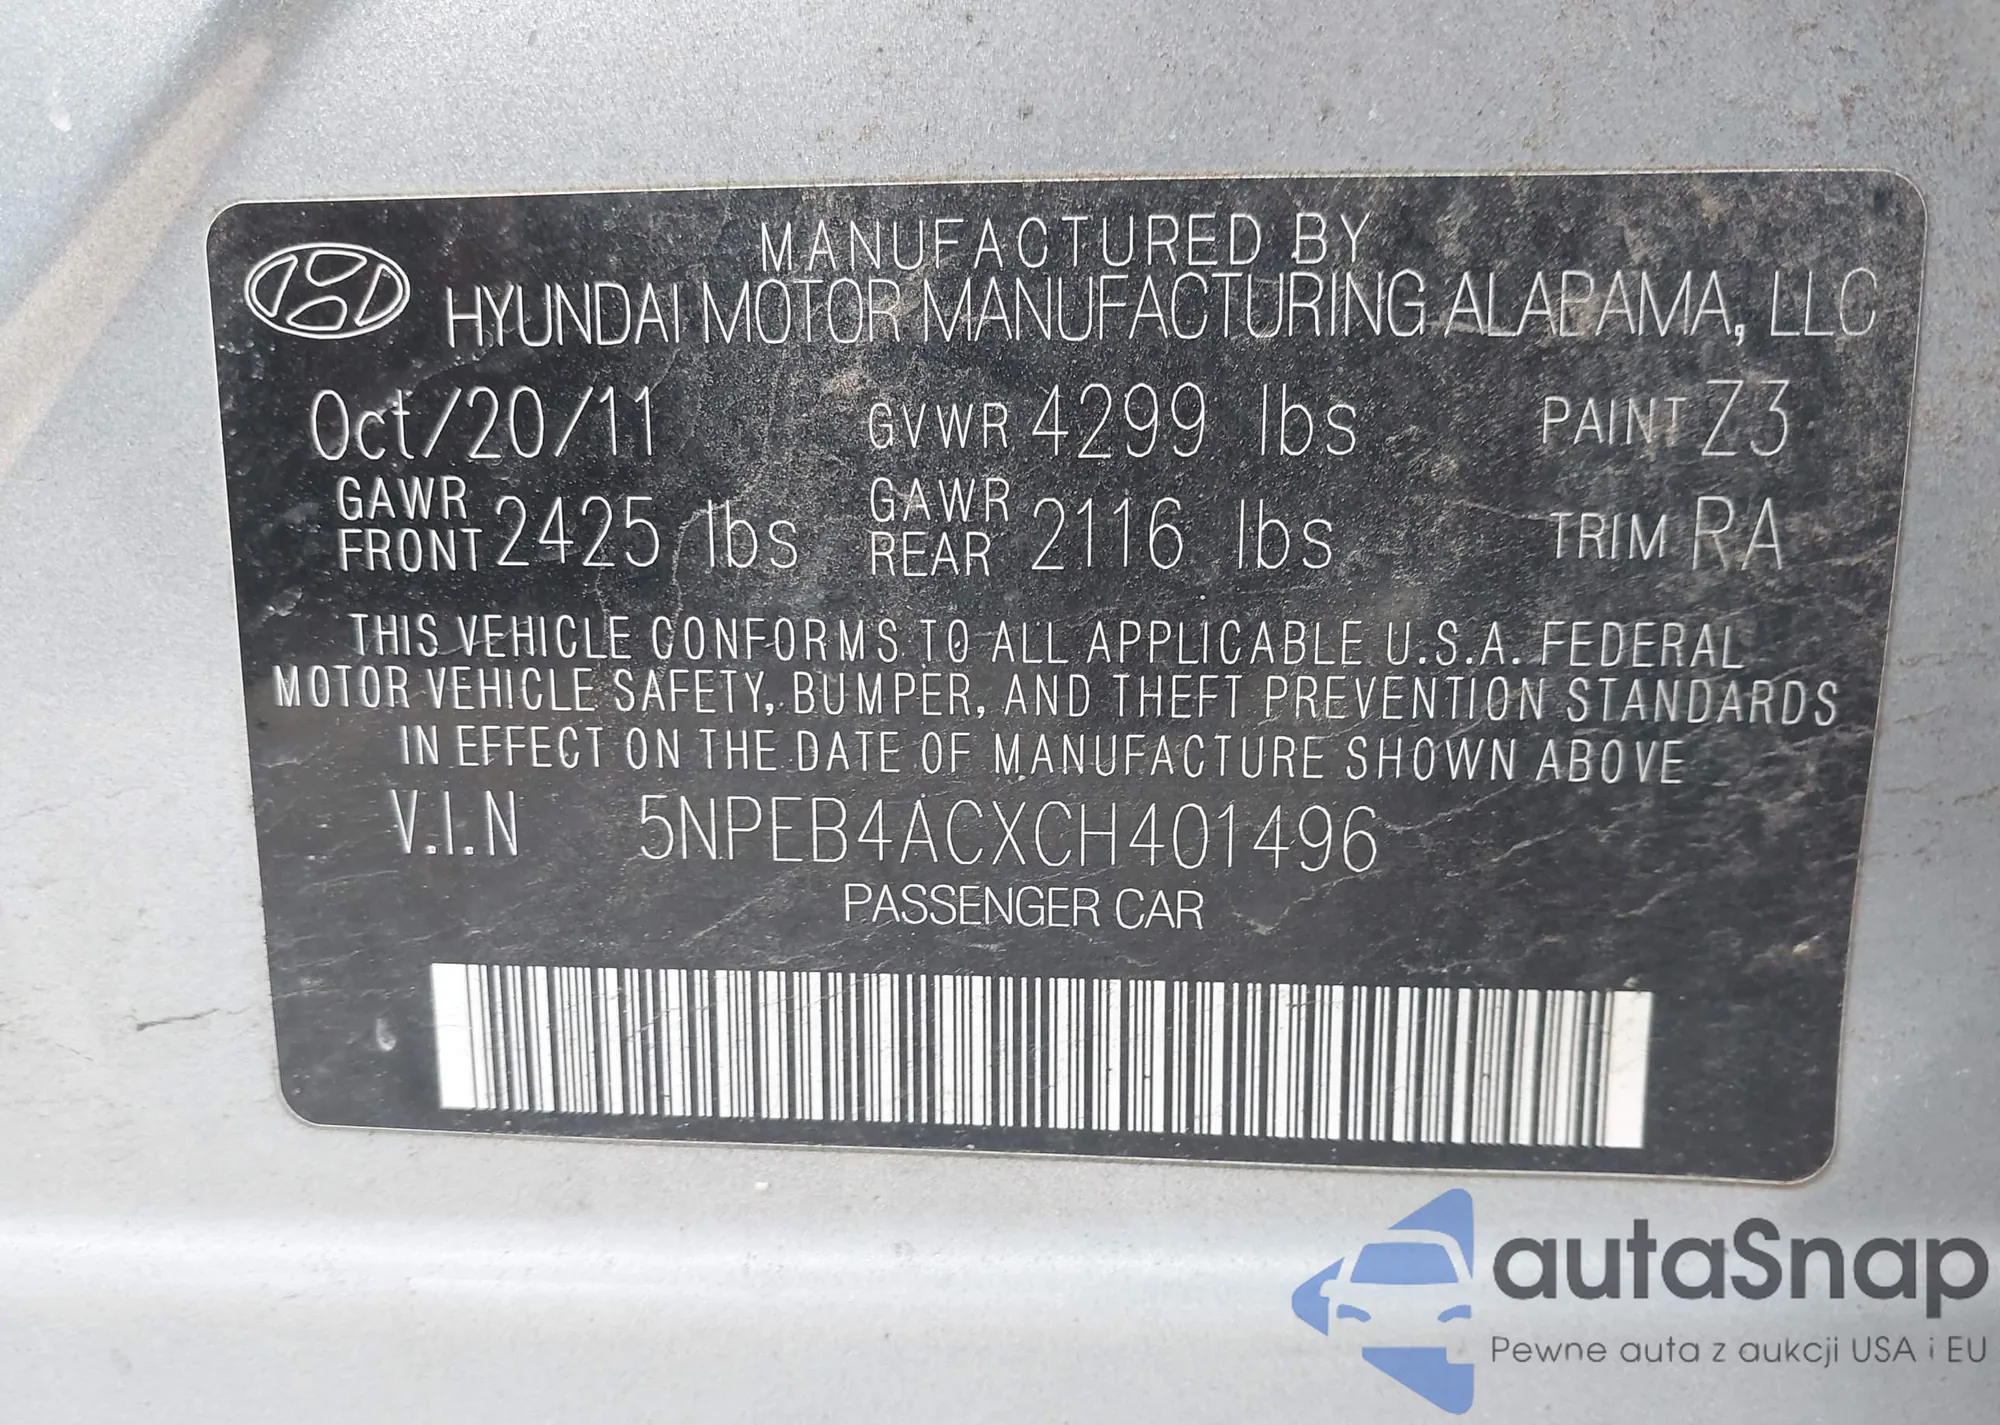 MANUFACTURED BY
HYUNDAI MOTOR MANUFACTURING ALABAMA, LLC
Oct/20/11 GVWR 4299 lbs PAINT Z3
GAWR FRONT 2425 lbs GAWR REAR 2116 lbs TRIM RA
THIS VEHICLE CONFORMS TO ALL APPLICABLE U.S.A. FEDERAL
MOTOR VEHICLE SAFETY, BUMPER, AND THEFT PREVENTION STANDARDS
IN EFFECT ON THE DATE OF MANUFACTURE SHOWN ABOVE
V.I.N 5NPEB4ACXCH401496
PASSENGER CAR
autaSnap
Pewne auta z aukcji USA i EU